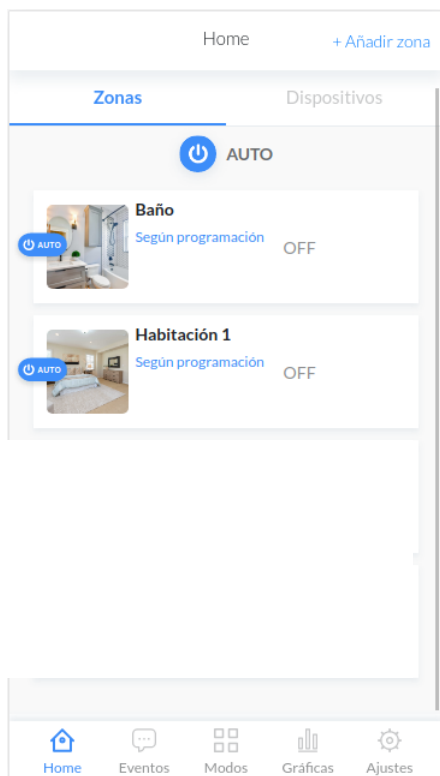 Home
+ Añadir zona
Zonas
Dispositivos
AUTO
Baño
AUTO
Según programación
OFF
Habitación 1
AUTO
Según programación
OFF
Home
Eventos
Modos
Gráficas
Ajustes